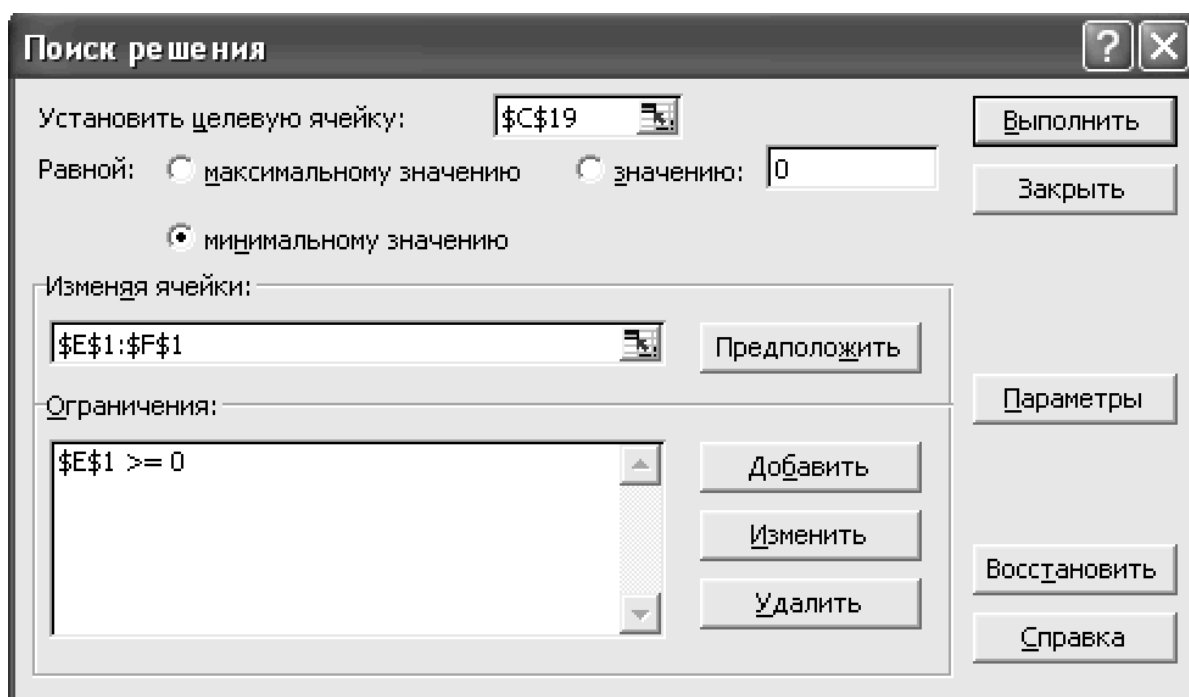 Поиск решения
Установить целевую ячейку: $C$19
Выполнить
Равной: максимальному значению значению: 0
Закрыть
минимальному значению
Изменяя ячейки:
$E$1:$F$1
Предположить
Параметры
Ограничения:
$E$1 >= 0
Добавить
Изменить
Восстановить
Удалить
Справка